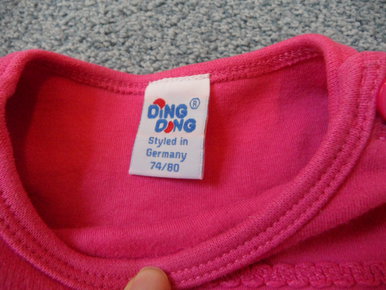 DiNG ®
DONG
Styled in
Germany
74/80